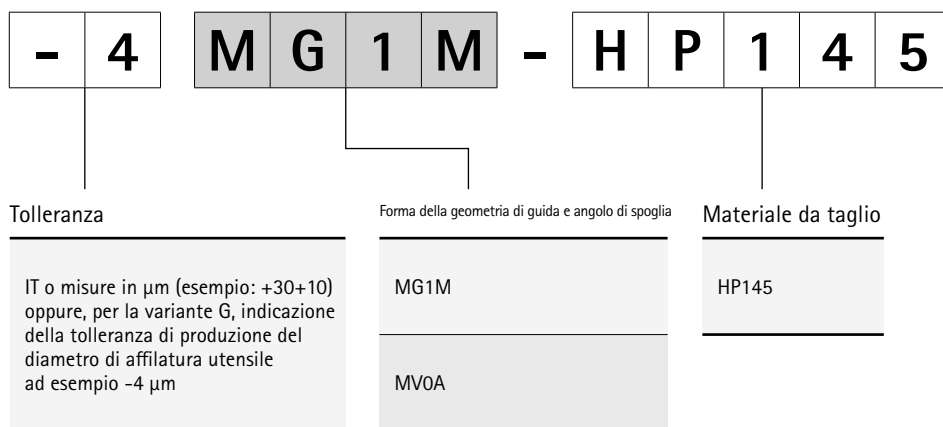 -4 MG1M - HP145
Tolleranza
IT o misure in µm (esempio: +30+10)
oppure, per la variante G, indicazione
della tolleranza di produzione del
diametro di affilatura utensile
ad esempio -4 µm
Forma della geometria di guida e angolo di spoglia
MG1M
MV0A
Materiale da taglio
HP145